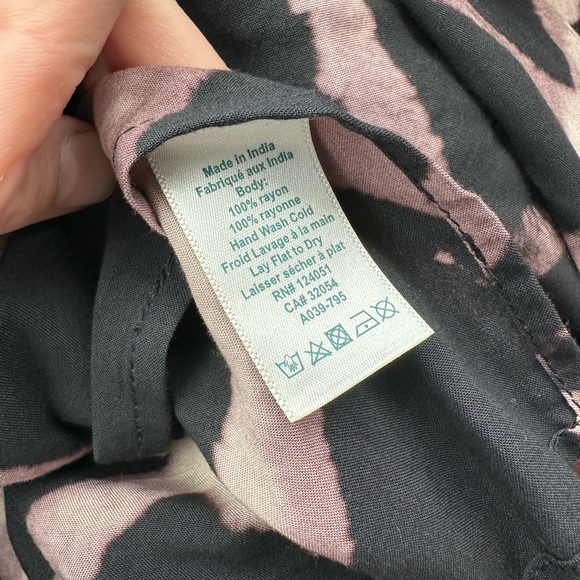 Made in India
Fabriqué aux India
Body:
100% rayon
100% rayonne
Hand Wash Cold
Froid Lavage à la main
Lay Flat to Dry
Laisser sécher à plat
RN# 124051
CA# 32054
A039-795